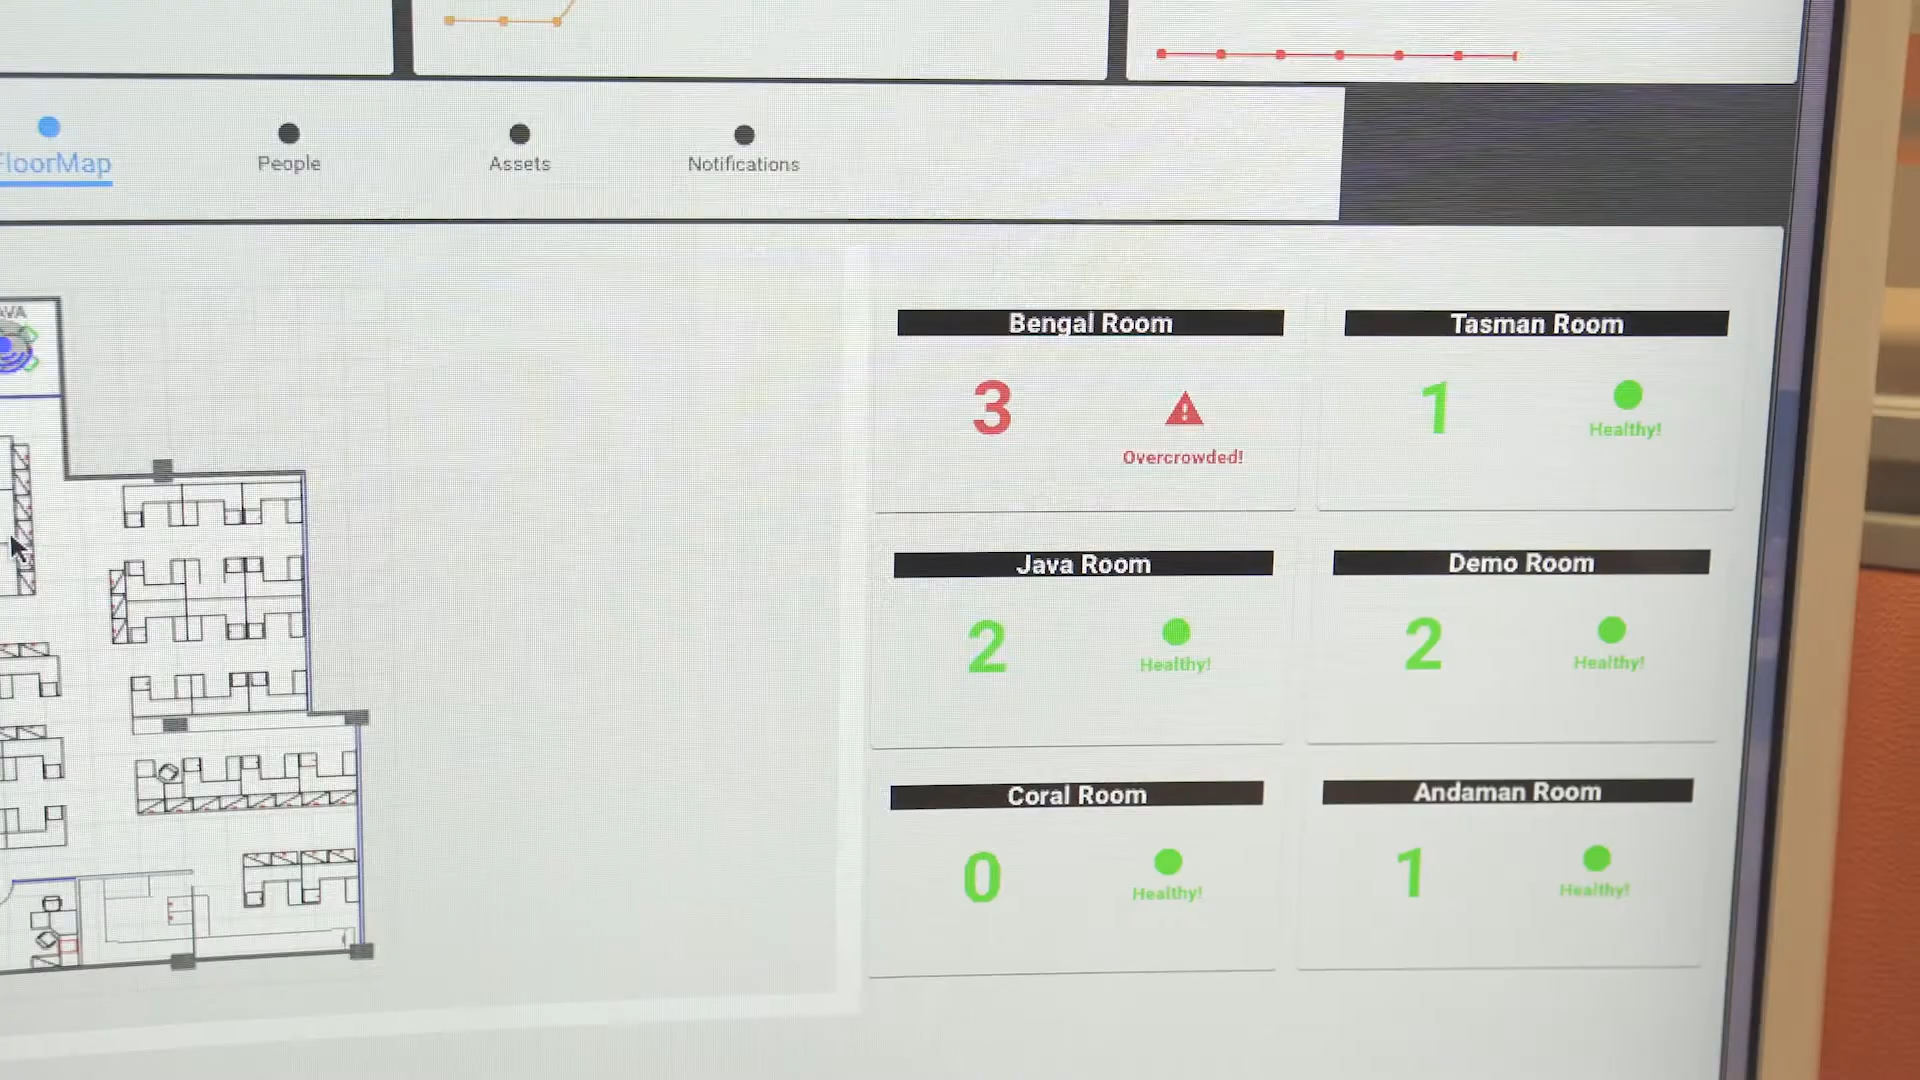 FloorMap
People
Assets
Notifications
Bengal Room
3
Overcrowded!
Tasman Room
1
Healthy!
Java Room
2
Healthy!
Demo Room
2
Healthy!
Coral Room
0
Healthy!
Andaman Room
1
Healthy!